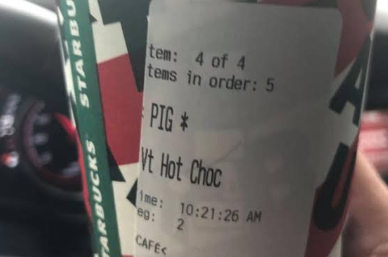 STARBUCKS STARBU
tem: 4 of 4
tems in order: 5
PIG *
Vt Hot Choc
ime: 10:21:26 AM
eg: 2
CAFÉ<